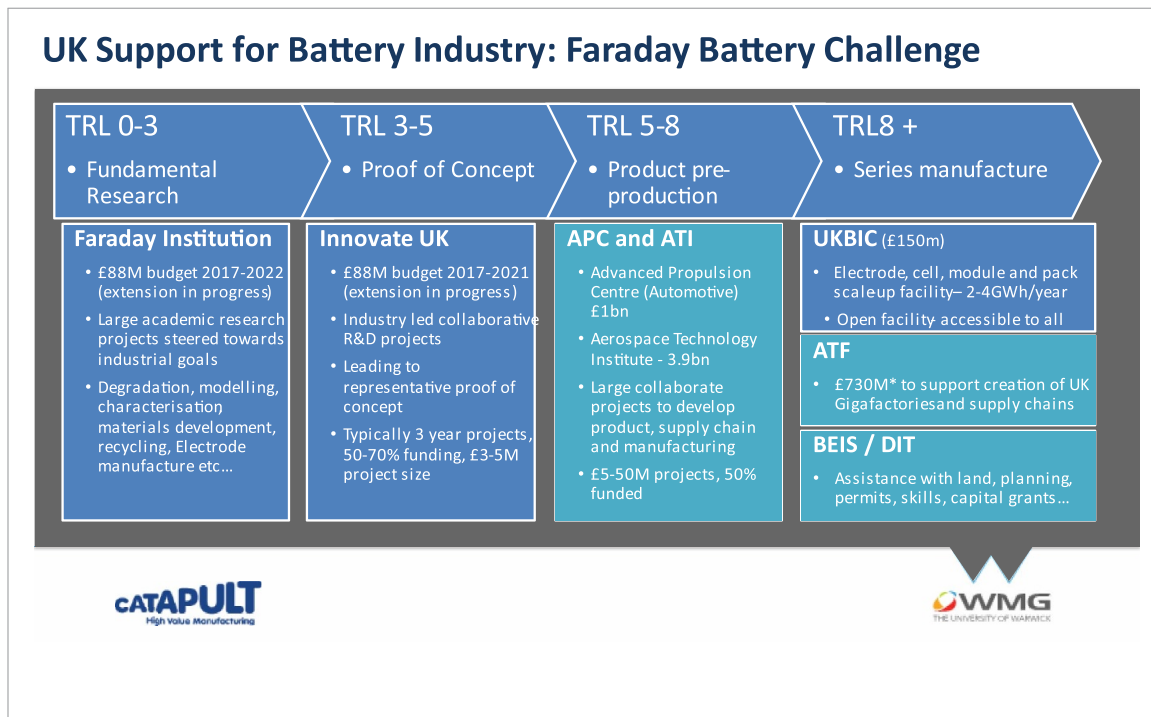 UK Support for Battery Industry: Faraday Battery Challenge
TRL 0-3
• Fundamental
Research
TRL 3-5
• Proof of Concept
TRL 5-8
• Product pre-
production
TRL8 +
• Series manufacture
Faraday Institution
• £88M budget 2017-2022
(extension in progress)
• Large academic research
projects steered towards
industrial goals
• Degradation, modelling,
characterisation,
materials development,
recycling, Electrode
manufacture etc…
Innovate UK
• £88M budget 2017-2021
(extension in progress)
• Industry led collaborative
R&D projects
• Leading to
representative proof of
concept
• Typically 3 year projects,
50-70% funding, £3-5M
project size
APC and ATI
• Advanced Propulsion
Centre (Automotive)
£1bn
• Aerospace Technology
Institute - 3.9bn
• Large collaborate
projects to develop
product, supply chain
and manufacturing
• £5-50M projects, 50%
funded
UKBIC (£150m)
• Electrode, cell, module and pack
scale-up facility– 2-4GWh/year
• Open facility- accessible to all
ATF
• £730M* to support creation of UK
Gigafactories and supply chains
BEIS / DIT
• Assistance with land, planning,
permits, skills, capital grants…
CATAPULT
High Value Manufacturing
WMG
THE UNIVERSITY OF WARWICK